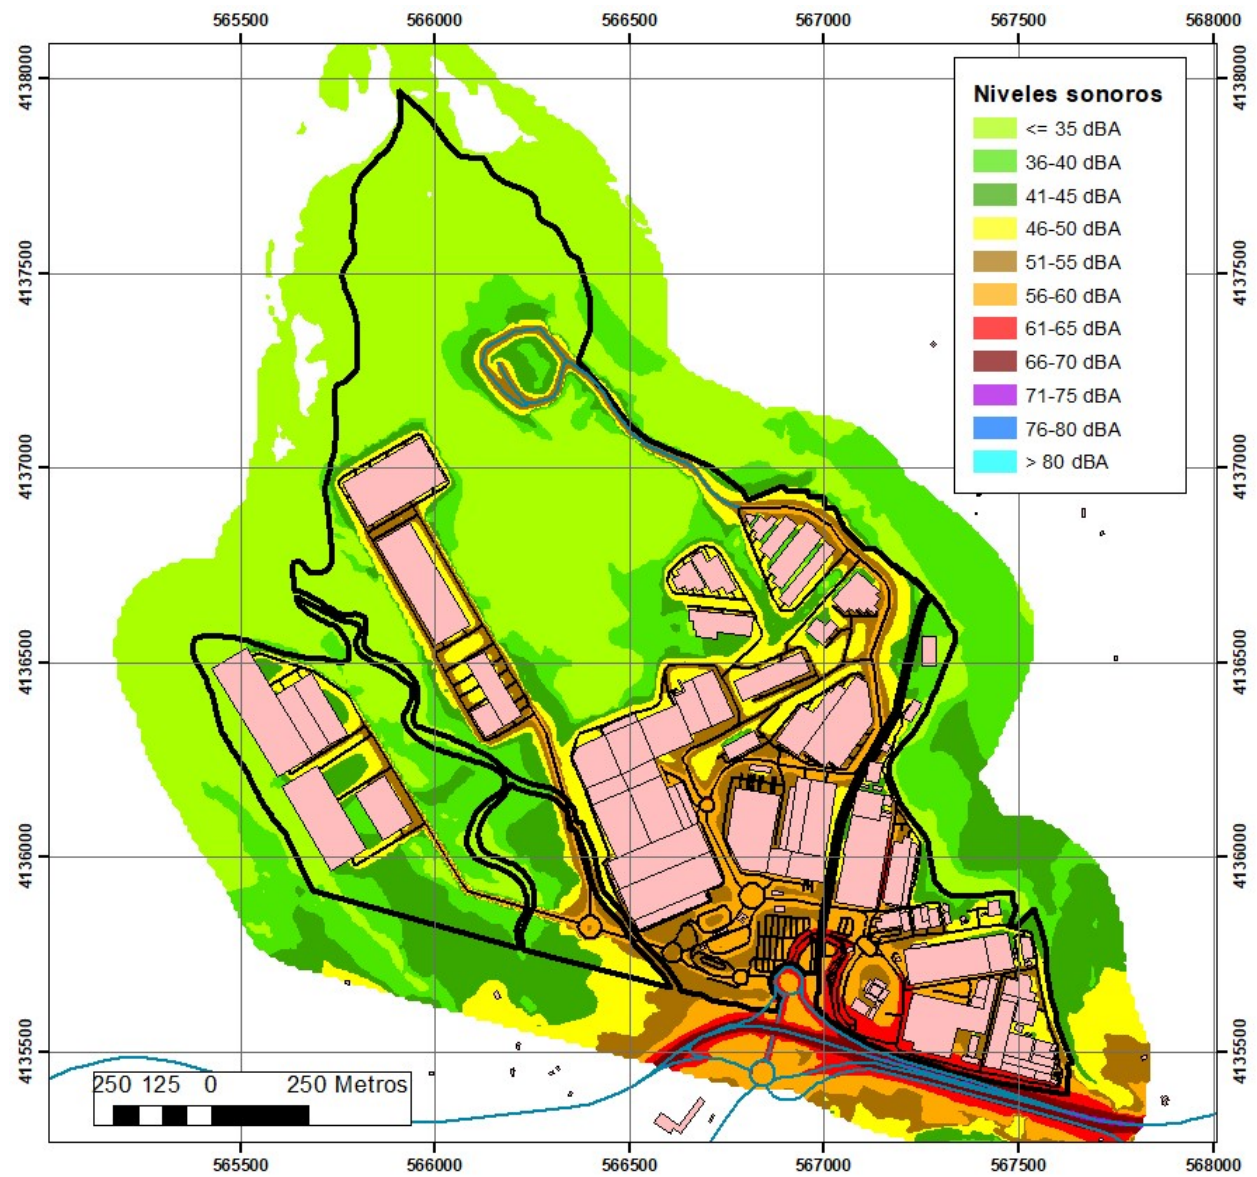 565500 566000 566500 567000 567500 568000
4138000
4137500
4137000
4136500
4136000
4135500
Niveles sonoros
<= 35 dBA
36-40 dBA
41-45 dBA
46-50 dBA
51-55 dBA
56-60 dBA
61-65 dBA
66-70 dBA
71-75 dBA
76-80 dBA
> 80 dBA
4138000
4137500
4137000
4136500
4136000
4135500
250 125 0 250 Metros
565500 566000 566500 567000 567500 568000